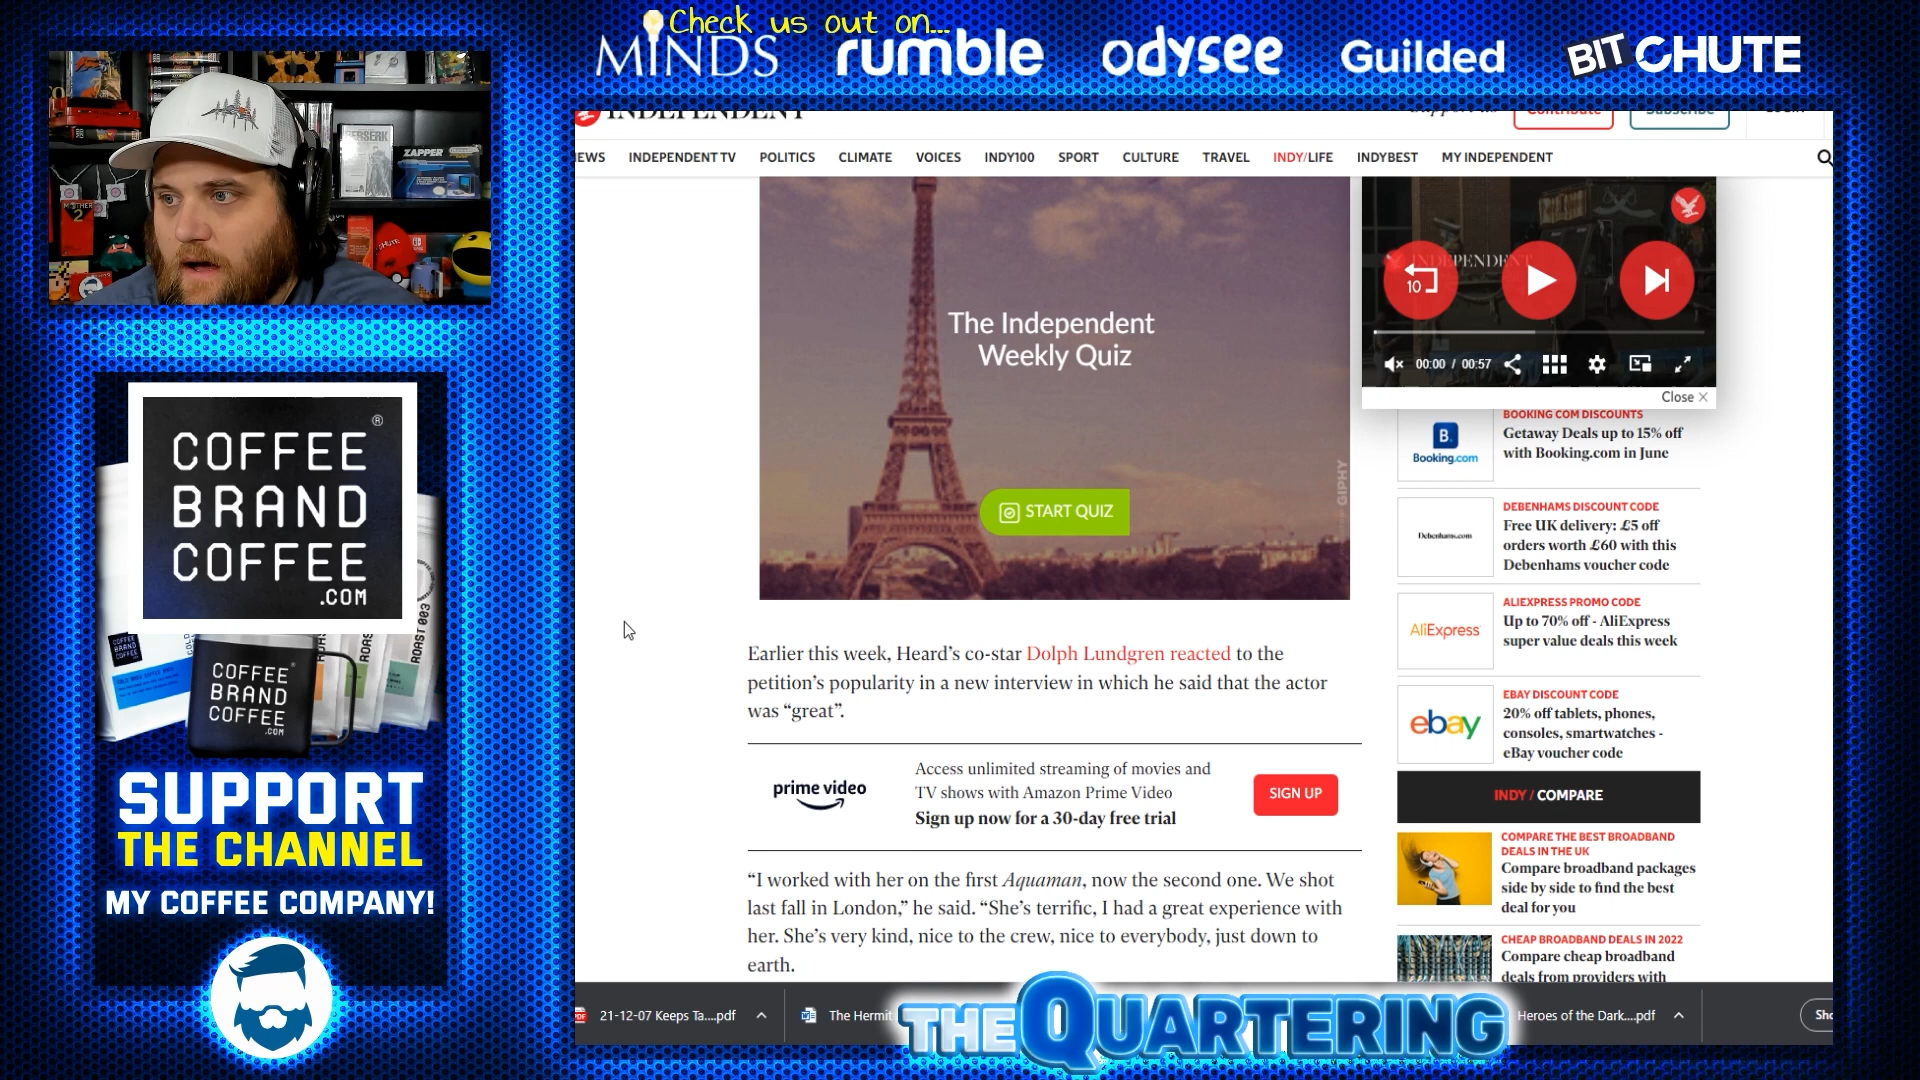 Check us out on...
MINDS
rumble
odysee
Guilded
BITCHUTE
INDEPENDENT
Contribute
Subscribe
EWS
INDEPENDENT TV
POLITICS
CLIMATE
VOICES
INDY100
SPORT
CULTURE
TRAVEL
INDY/LIFE
INDYBEST
MY INDEPENDENT
BERSERK
ZAPPER
MOTHER
2
The Independent
Weekly Quiz
START QUIZ
GIPHY
INDEPENDENT
10
00:00 / 00:57
Close X
BOOKING COM DISCOUNTS
Getaway Deals up to 15% off
with Booking.com in June
B.
Booking.com
DEBENHAMS DISCOUNT CODE
Free UK delivery: £5 off
orders worth £60 with this
Debenhams voucher code
Debenhams.com
ALIEXPRESS PROMO CODE
Up to 70% off - AliExpress
super value deals this week
AliExpress
EBAY DISCOUNT CODE
20% off tablets, phones,
consoles, smartwatches -
eBay voucher code
ebay
INDY / COMPARE
COMPARE THE BEST BROADBAND
DEALS IN THE UK
Compare broadband packages
side by side to find the best
deal for you
CHEAP BROADBAND DEALS IN 2022
Compare cheap broadband
deals from providers with
Earlier this week, Heard’s co-star Dolph Lundgren reacted to the
petition’s popularity in a new interview in which he said that the actor
was “great”.
prime video
Access unlimited streaming of movies and
TV shows with Amazon Prime Video
Sign up now for a 30-day free trial
SIGN UP
“I worked with her on the first Aquaman, now the second one. We shot
last fall in London,” he said. “She’s terrific, I had a great experience with
her. She’s very kind, nice to the crew, nice to everybody, just down to
earth.
COFFEE
BRAND
COFFEE
.COM
®
ROAST 003
COFFEE
BRAND
COFFEE
.COM
SUPPORT
THE CHANNEL
MY COFFEE COMPANY!
21-12-07 Keeps Ta....pdf
The Hermit
THE QUARTERING
Heroes of the Dark....pdf